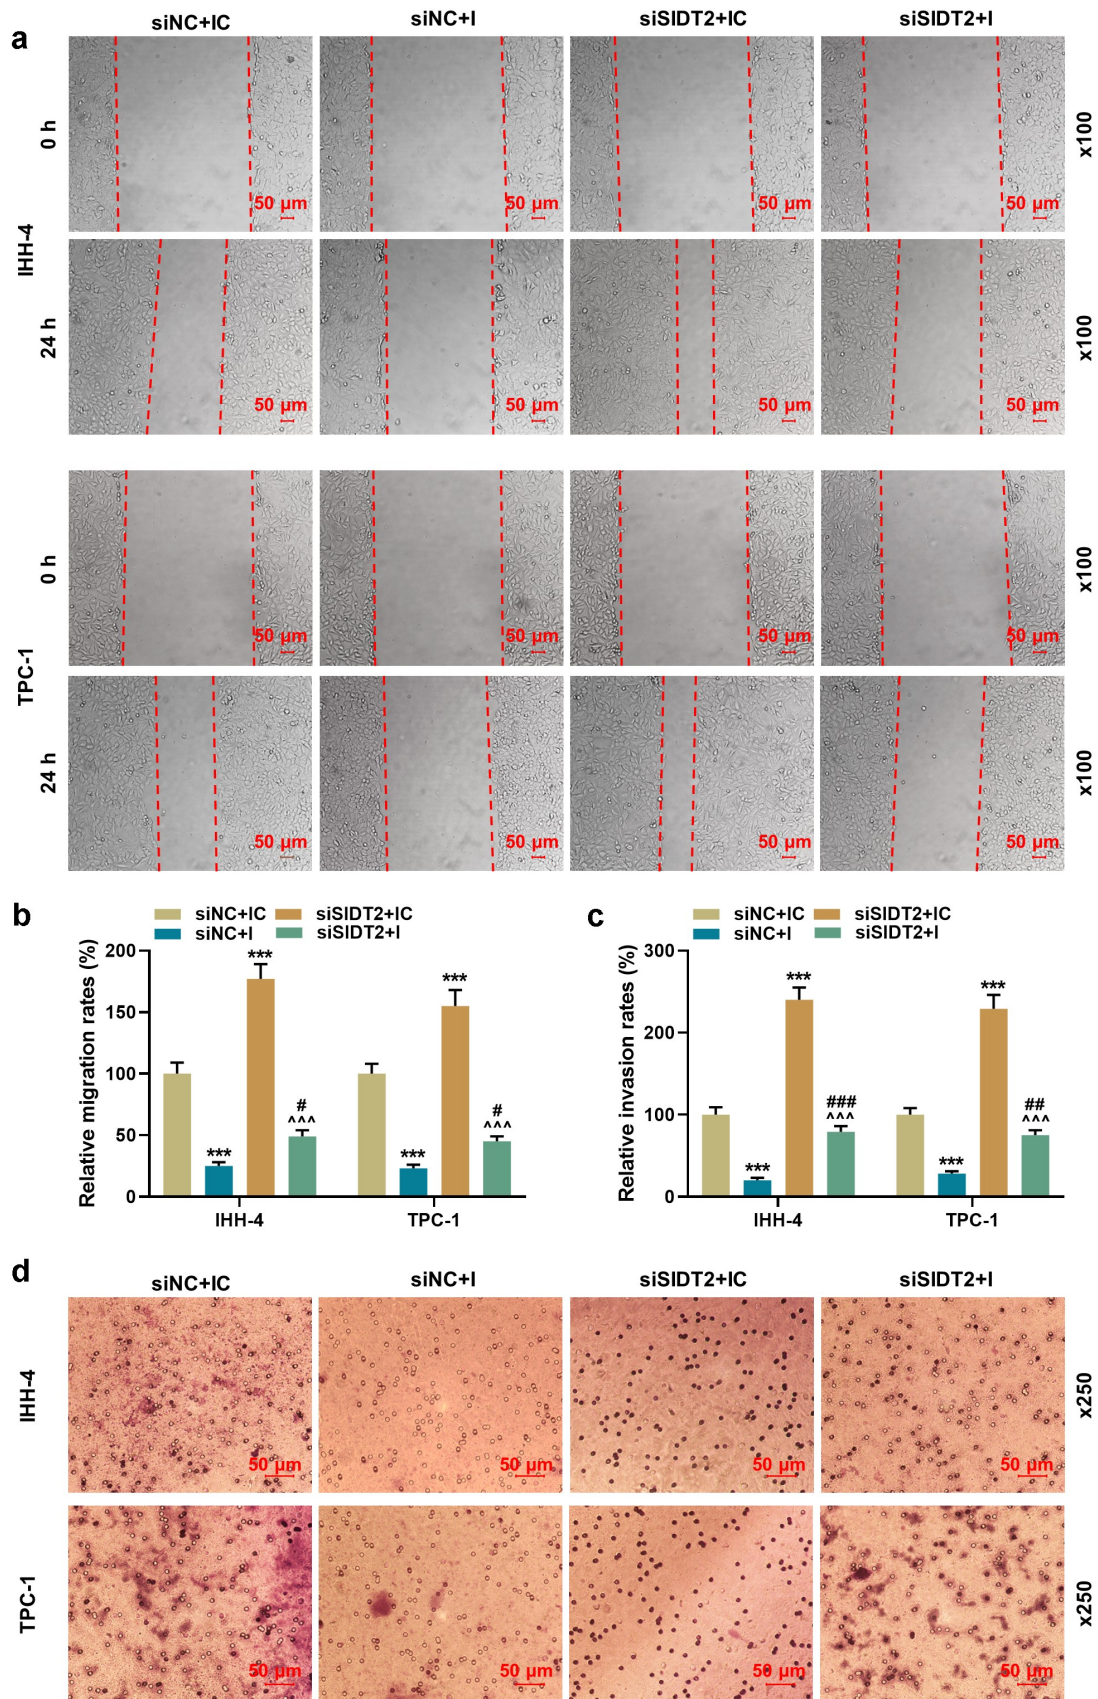 a
siNC+IC siNC+I siSIDT2+IC siSIDT2+I
IHH-4
0 h
50 µm 50 µm 50 µm 50 µm
x100
24 h
50 µm 50 µm 50 µm 50 µm
x100
TPC-1
0 h
50 µm 50 µm 50 µm 50 µm
x100
24 h
50 µm 50 µm 50 µm 50 µm
x100
b
siNC+IC siSIDT2+IC
siNC+I siSIDT2+I
Relative migration rates (%)
200
150
100
50
0
*** *** # ^^^
*** *** # ^^^
IHH-4 TPC-1
c
siNC+IC siSIDT2+IC
siNC+I siSIDT2+I
Relative invasion rates (%)
300
200
100
0
*** *** ### ^^^
*** *** ## ^^^
IHH-4 TPC-1
d
siNC+IC siNC+I siSIDT2+IC siSIDT2+I
IHH-4
50 µm 50 µm 50 µm 50 µm
x250
TPC-1
50 µm 50 µm 50 µm 50 µm
x250